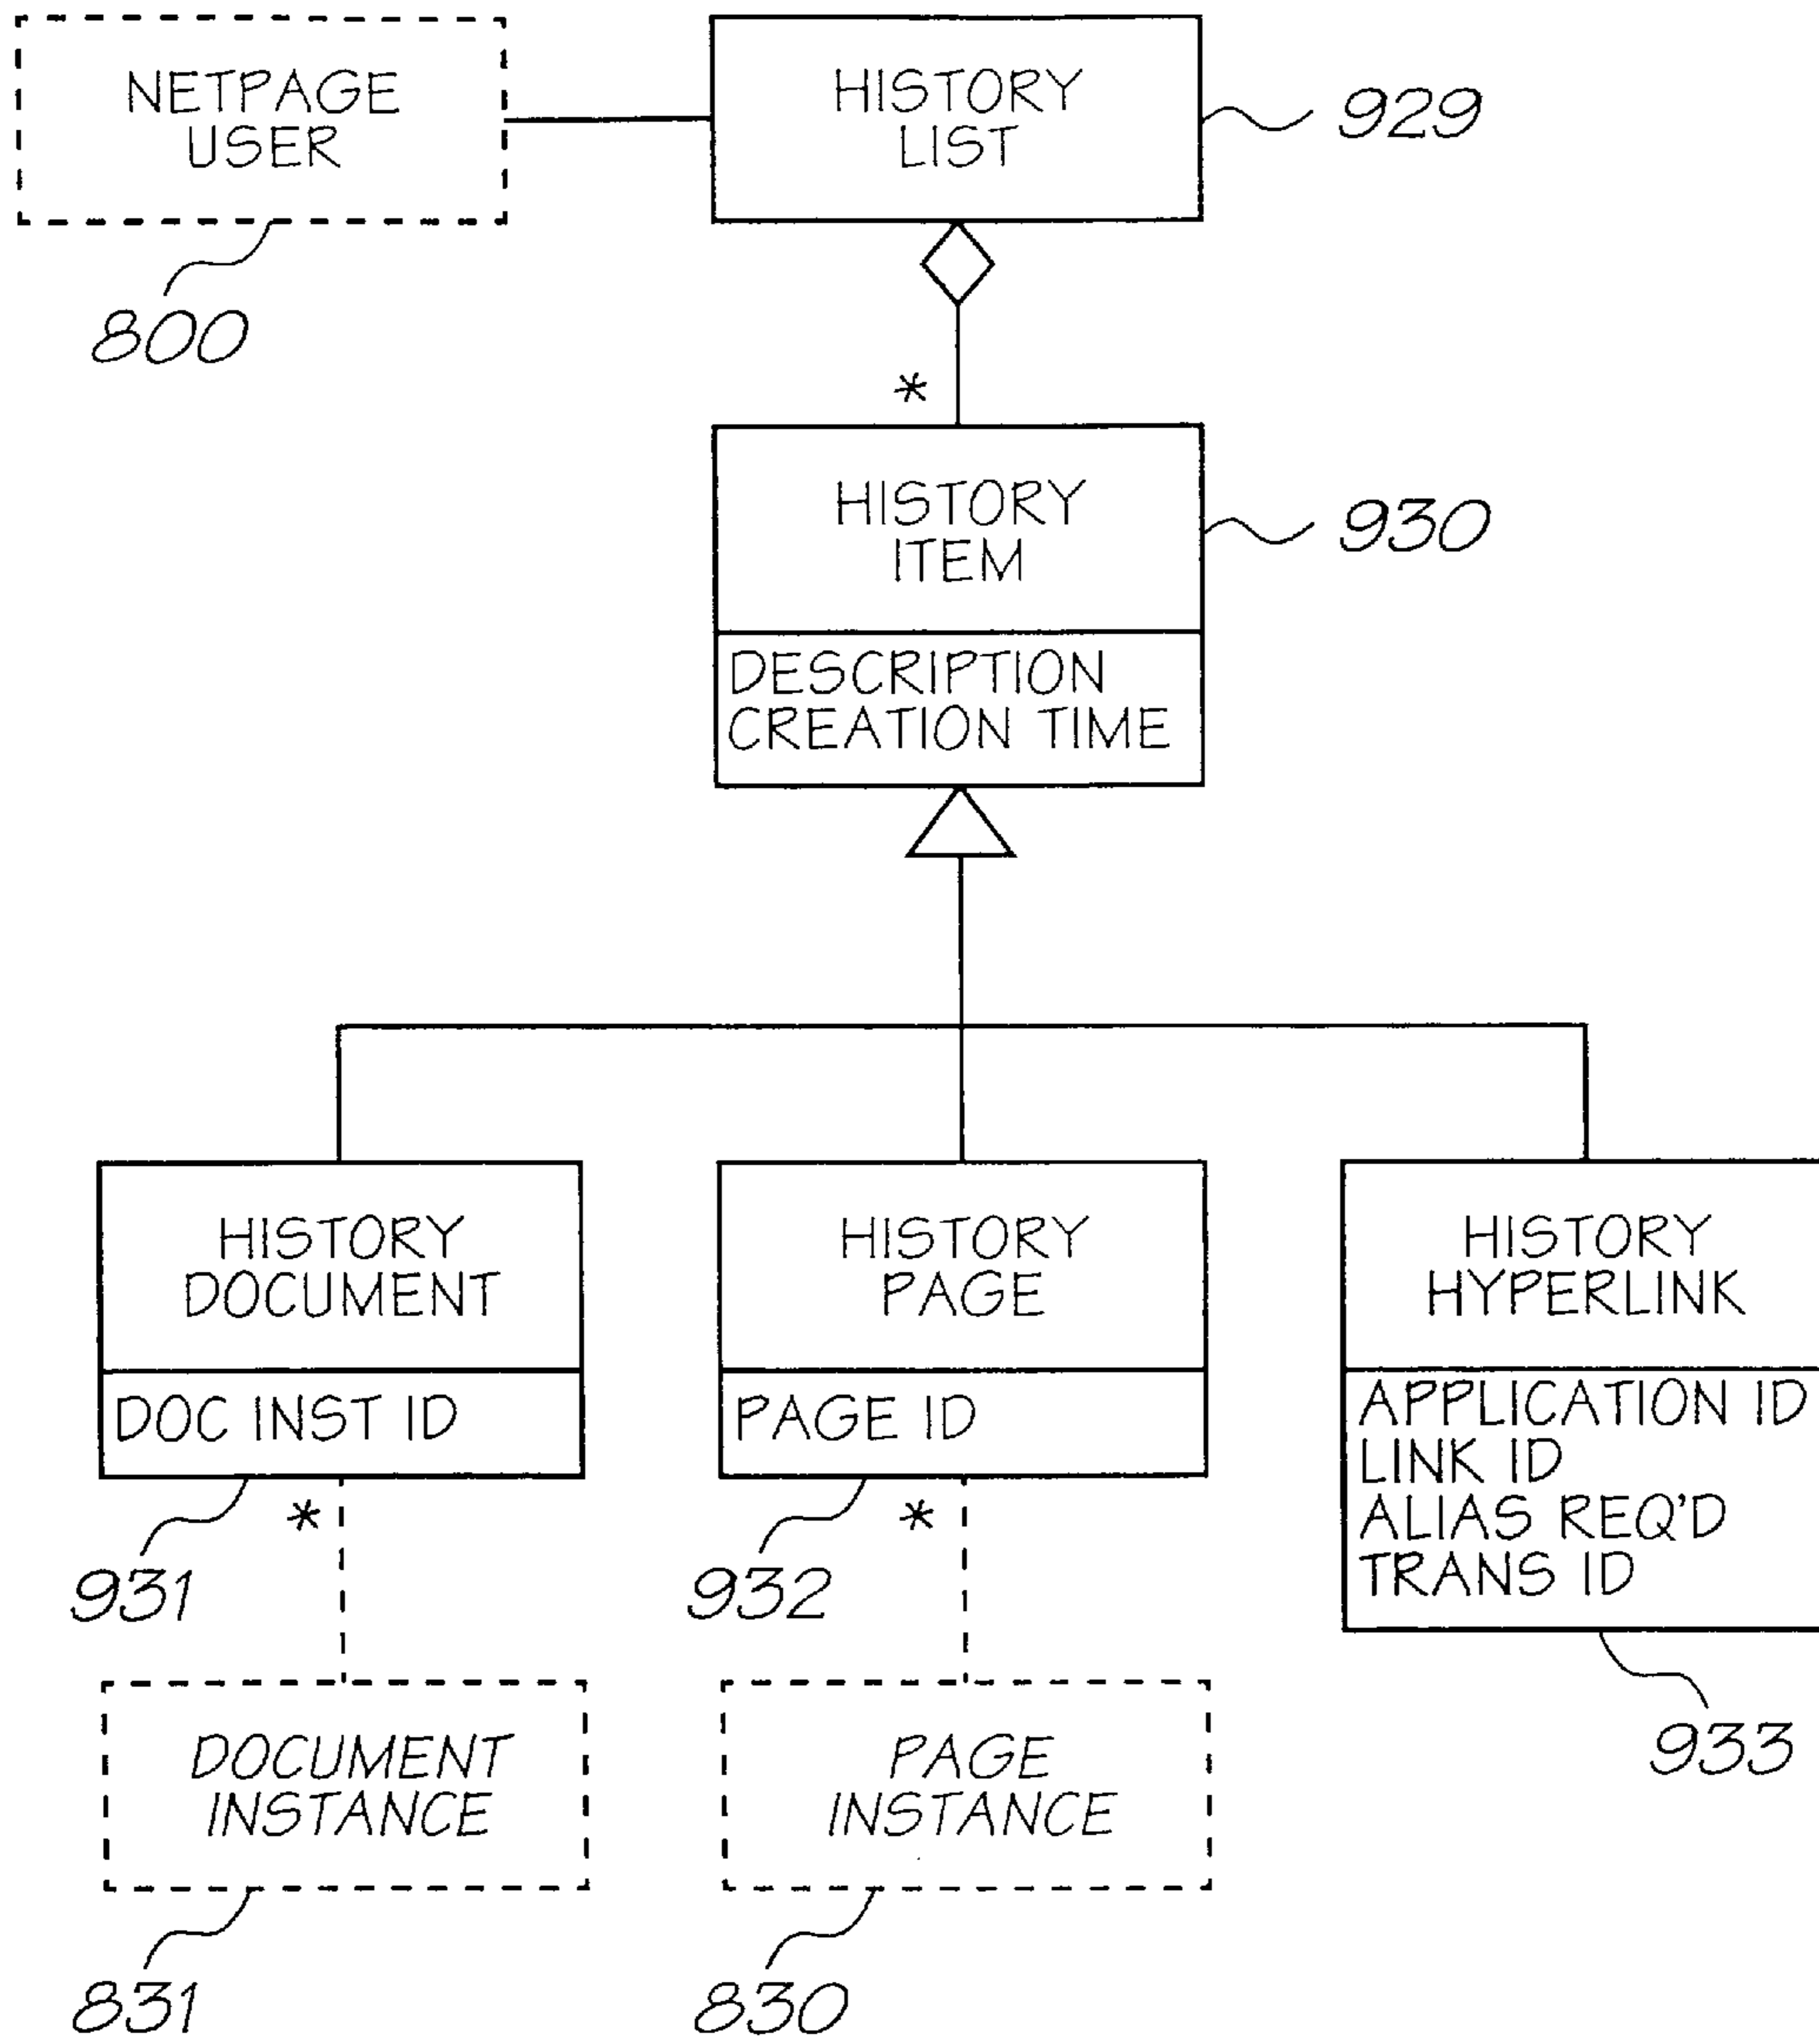 NETPAGE
USER
800
HISTORY
LIST
929
*
HISTORY
ITEM
930
DESCRIPTION
CREATION TIME
HISTORY
DOCUMENT
DOC INST ID
931
*
HISTORY
PAGE
PAGE ID
932
*
HISTORY
HYPERLINK
APPLICATION ID
LINK ID
ALIAS REQ'D
TRANS ID
933
DOCUMENT
INSTANCE
831
PAGE
INSTANCE
830